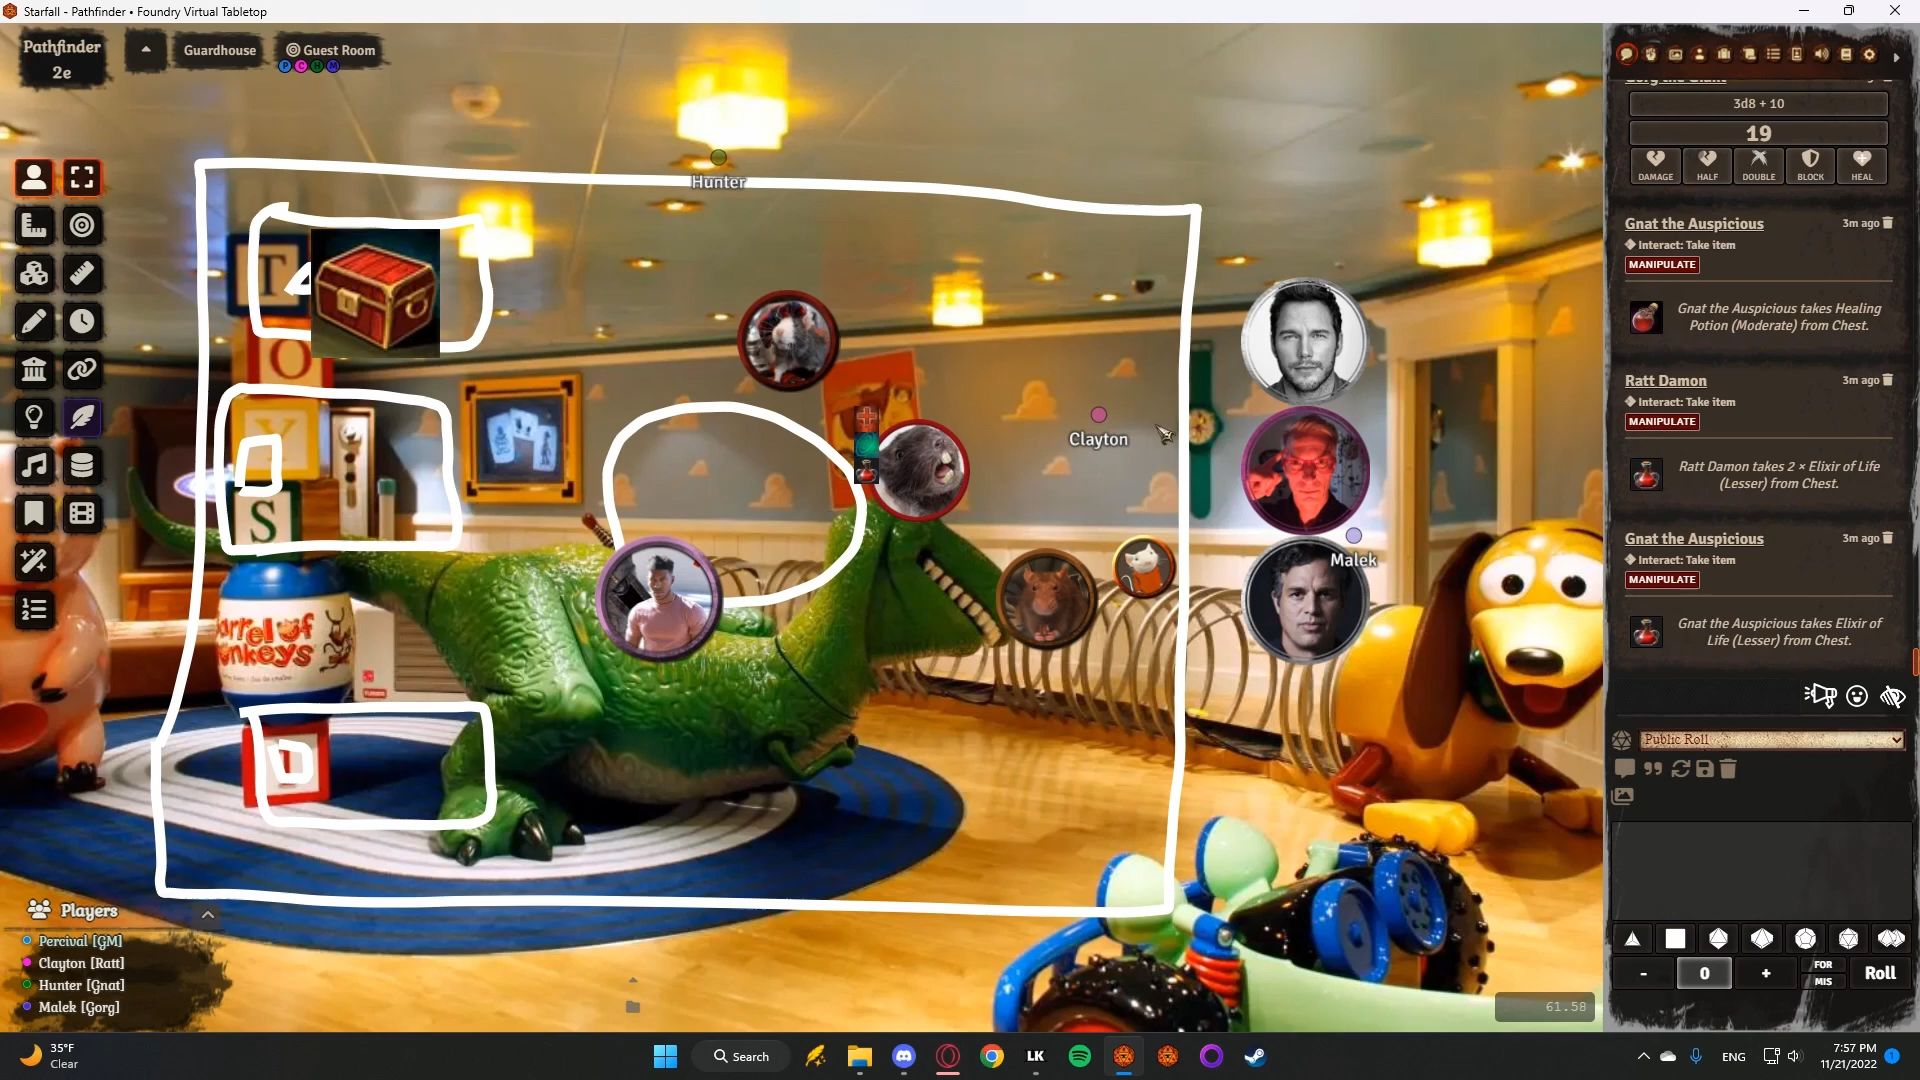 Starfall - Pathfinder • Foundry Virtual Tabletop
Pathfinder
2e
Guardhouse
Guest Room
P C H M
Hunter
T
O
Y
S
Clayton
Malek
Players
Percival [GM]
Clayton [Ratt]
Hunter [Gnat]
Malek [Gorg]
Gorg the Giant
3d8 + 10
19
DAMAGE HALF DOUBLE BLOCK HEAL
Gnat the Auspicious 3m ago
Interact: Take item
MANIPULATE
Gnat the Auspicious takes Healing
Potion (Moderate) from Chest.
Ratt Damon 3m ago
Interact: Take item
MANIPULATE
Ratt Damon takes 2 × Elixir of Life
(Lesser) from Chest.
Gnat the Auspicious 3m ago
Interact: Take item
MANIPULATE
Gnat the Auspicious takes Elixir of
Life (Lesser) from Chest.
Public Roll
- 0 + FOR
MIS
Roll
61.58
35°F
Clear
Search
LK
ENG
7:57 PM
11/21/2022
1